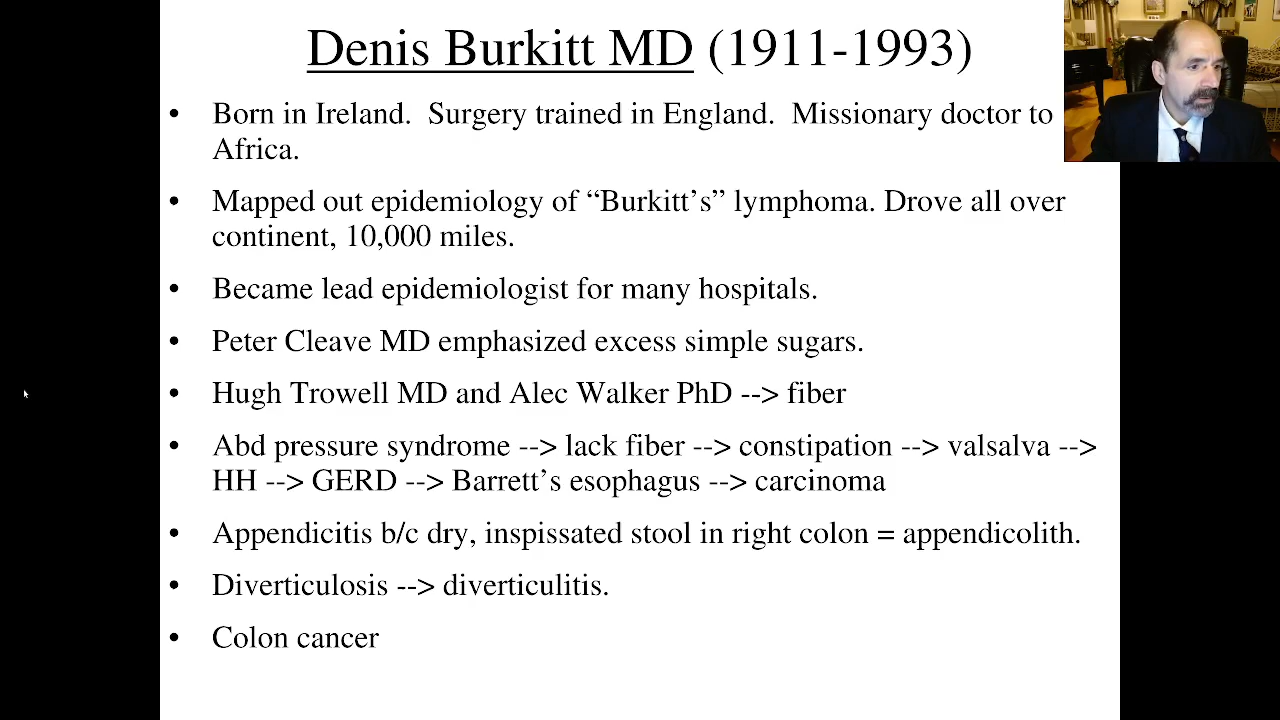 Denis Burkitt MD (1911-1993)
• Born in Ireland.  Surgery trained in England.  Missionary doctor to
Africa.
• Mapped out epidemiology of “Burkitt’s” lymphoma. Drove all over
continent, 10,000 miles.
• Became lead epidemiologist for many hospitals.
• Peter Cleave MD emphasized excess simple sugars.
• Hugh Trowell MD and Alec Walker PhD --> fiber
• Abd pressure syndrome --> lack fiber --> constipation --> valsalva -->
HH --> GERD --> Barrett’s esophagus --> carcinoma
• Appendicitis b/c dry, inspissated stool in right colon = appendicolith.
• Diverticulosis --> diverticulitis.
• Colon cancer